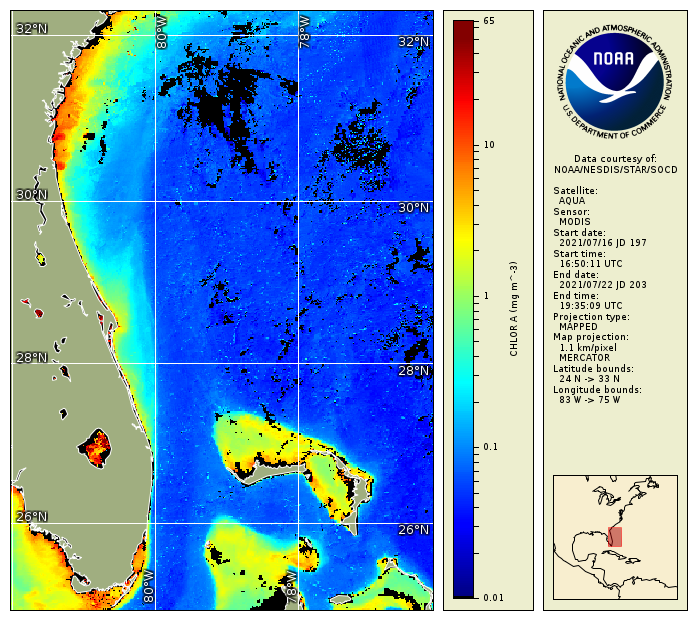 80°W
78°W
32°N
32°N
30°N
30°N
28°N
28°N
26°N
26°N
80°W
78°W
65
10
1
0.1
0.01
CHLOR A (mg m^-3)
NATIONAL OCEANIC AND ATMOSPHERIC ADMINISTRATION
NOAA
U.S. DEPARTMENT OF COMMERCE
Data courtesy of:
NOAA/NESDIS/STAR/SOCD
Satellite:
AQUA
Sensor:
MODIS
Start date:
2021/07/16 JD 197
Start time:
16:50:11 UTC
End date:
2021/07/22 JD 203
End time:
19:35:09 UTC
Projection type:
MAPPED
Map projection:
1.1 km/pixel
MERCATOR
Latitude bounds:
24 N -> 33 N
Longitude bounds:
83 W -> 75 W